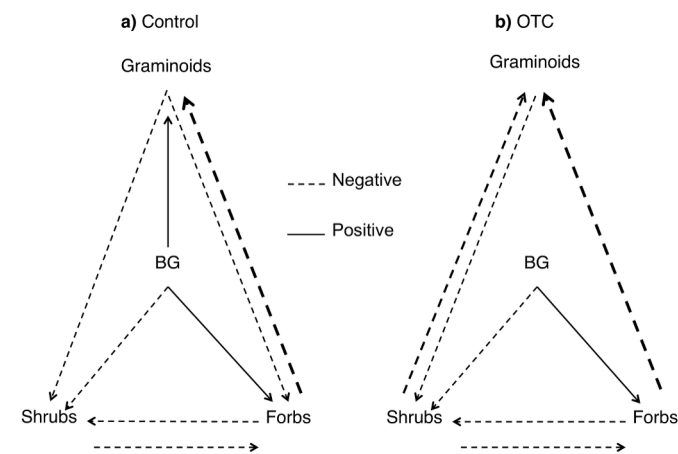 a) Control
Graminoids
BG
Shrubs
Forbs
Negative
Positive
b) OTC
Graminoids
BG
Shrubs
Forbs